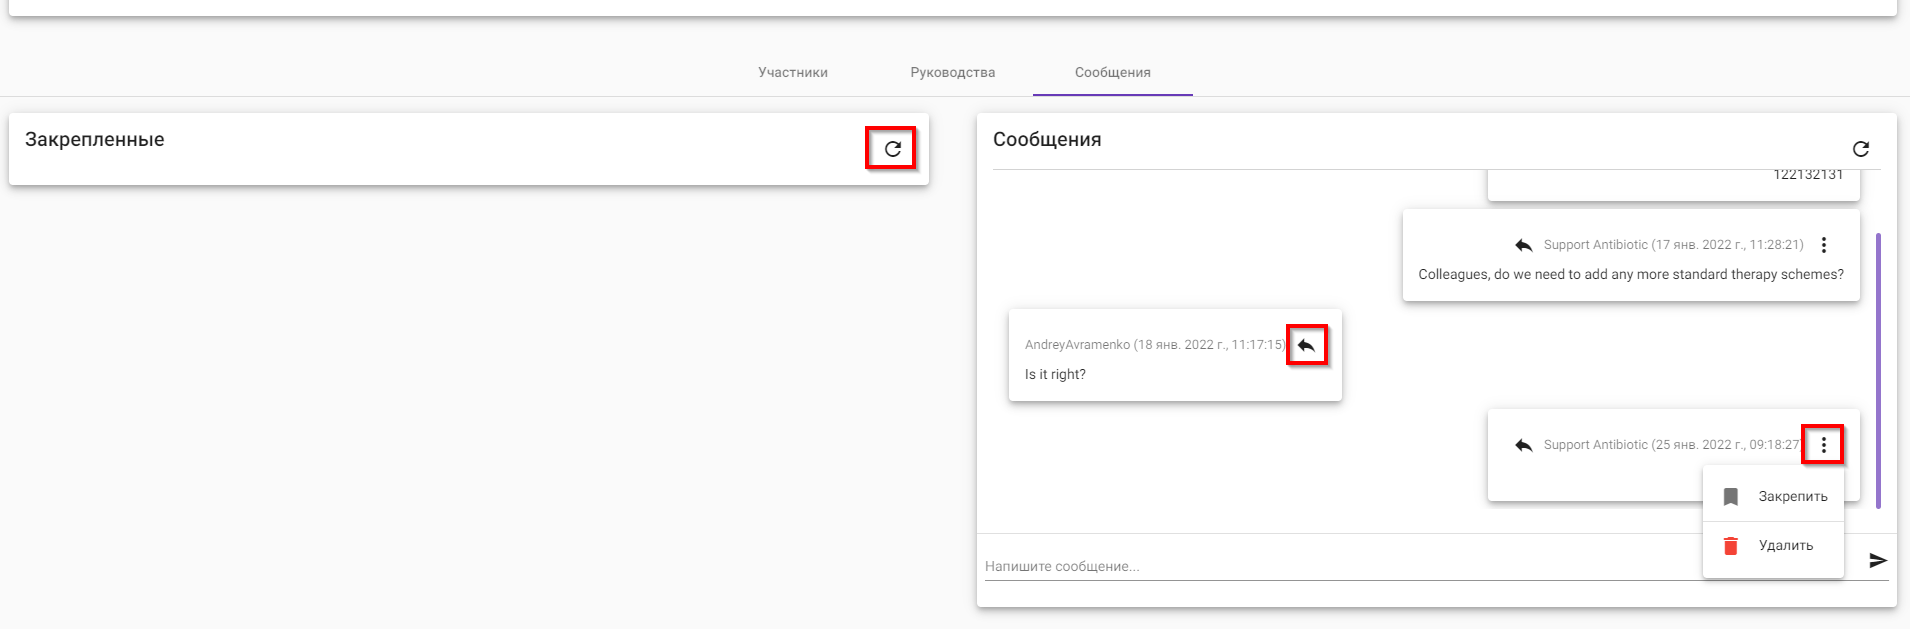 Участники
Руководства
Сообщения
Закрепленные
Сообщения
122132131
Support Antibiotic (17 янв. 2022 г., 11:28:21)
Colleagues, do we need to add any more standard therapy schemes?
AndreyAvramenko (18 янв. 2022 г., 11:17:15)
Is it right?
Support Antibiotic (25 янв. 2022 г., 09:18:27)
Закрепить
Удалить
Напишите сообщение...